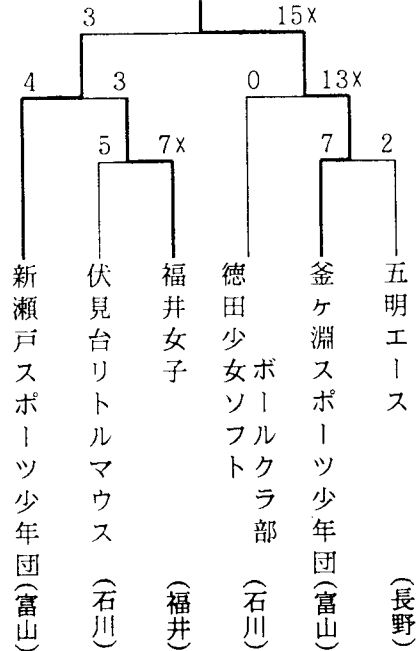 3 15x
4 3 0 13x
5 7x 7 2
新瀬戸スポーツ少年団(富山)
伏見台リトルマウス(石川)
福井女子(福井)
徳田少女ソフト
ボールクラ部(石川)
釜ヶ淵スポーツ少年団(富山)
五明エース(長野)